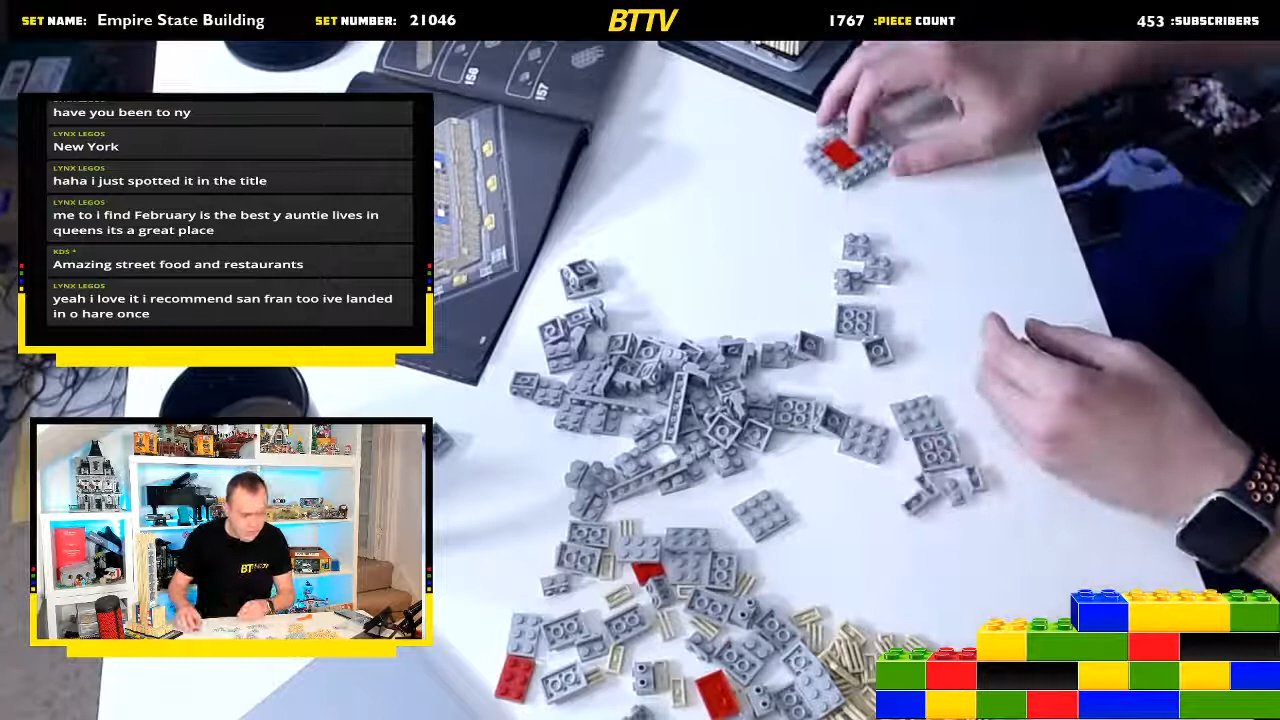 SET NAME: Empire State Building
SET NUMBER: 21046
BTTV
1767 :PIECE COUNT
453 :SUBSCRIBERS
have you been to ny
LYNX LEGOS
New York
LYNX LEGOS
haha i just spotted it in the title
LYNX LEGOS
me to i find February is the best y auntie lives in
queens its a great place
KDS *
Amazing street food and restaurants
LYNX LEGOS
yeah i love it i recommend san fran too ive landed
in o hare once
156
157